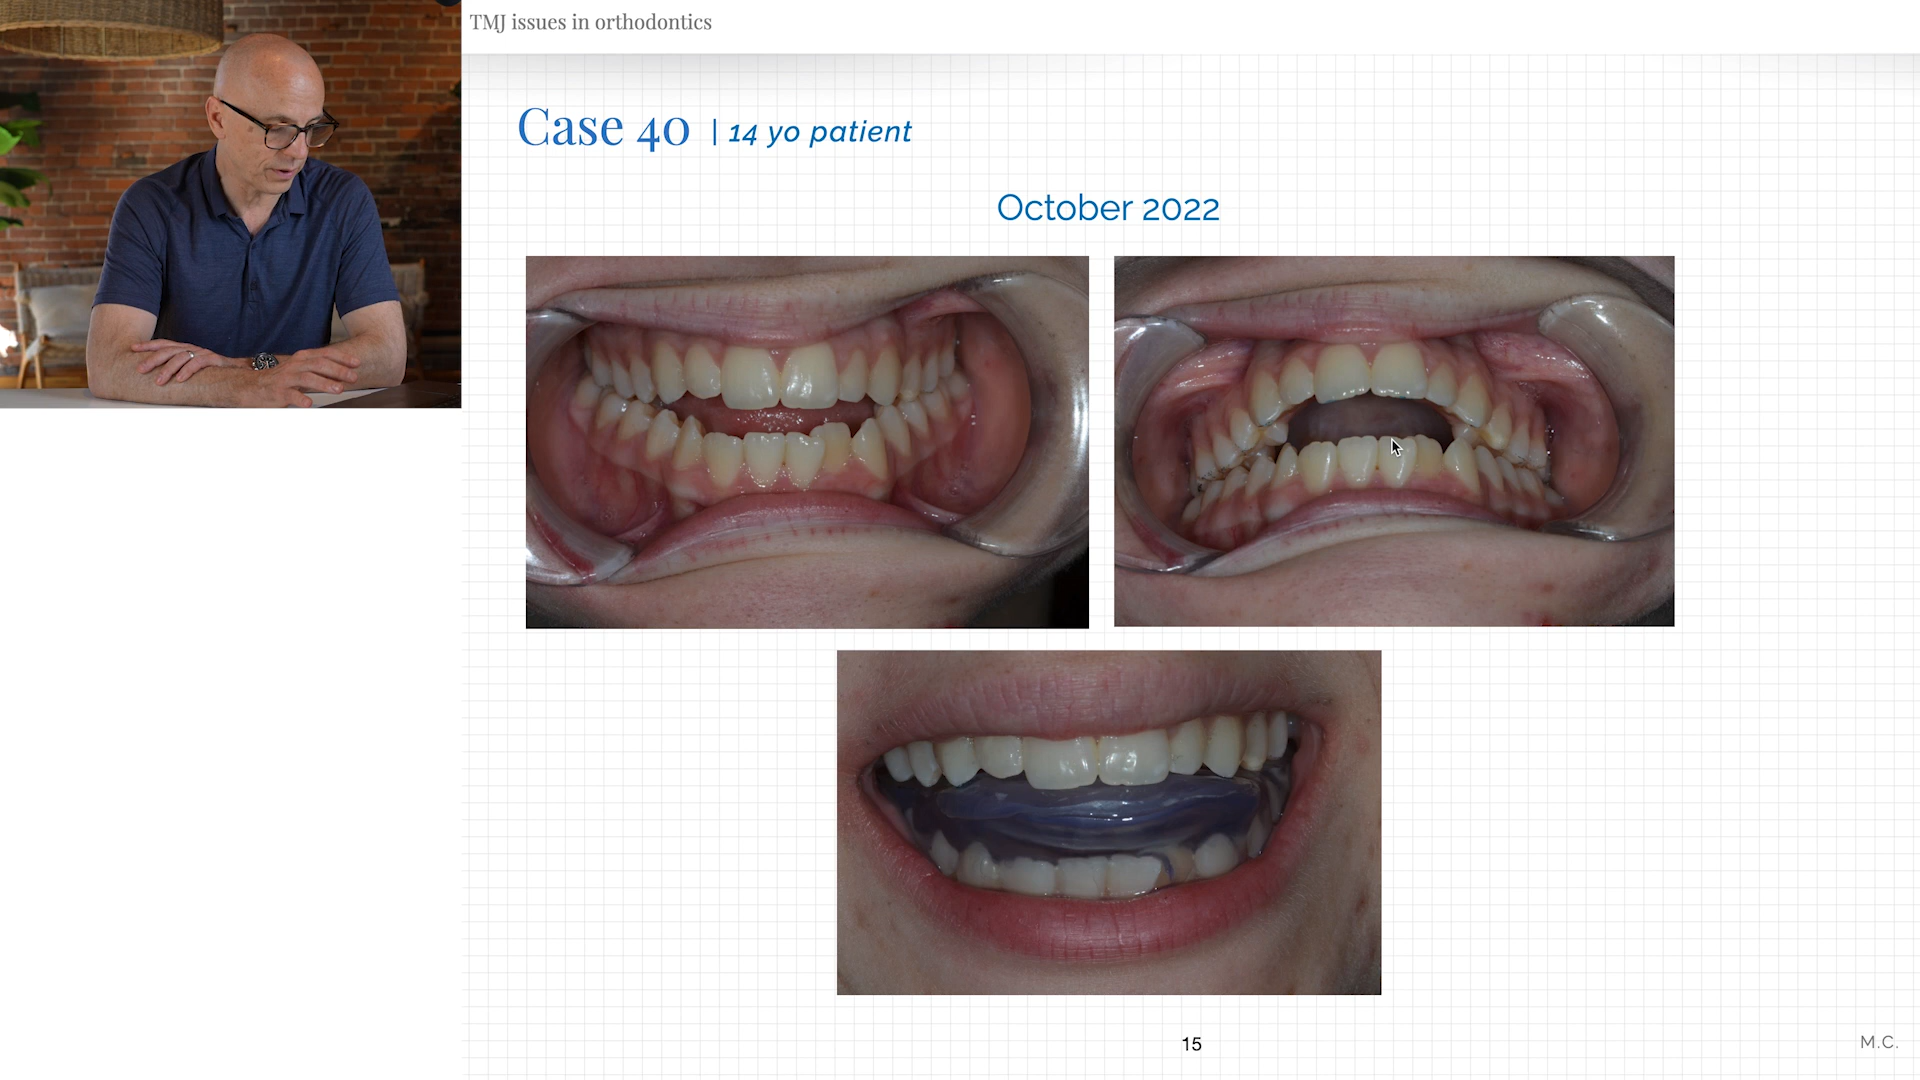 TMJ issues in orthodontics
Case 40 | 14 yo patient
October 2022
15
M.C.